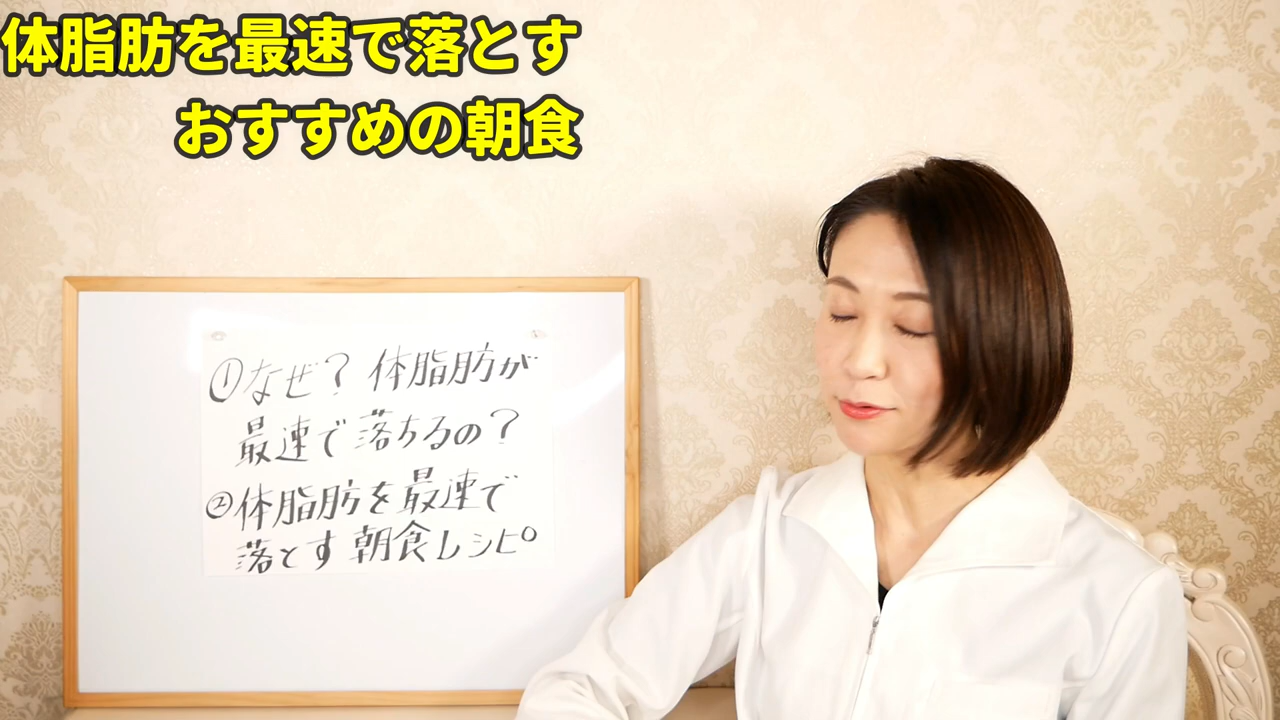 体脂肪を最速で落とす
おすすめの朝食
①なぜ？体脂肪が
最速で落ちるの？
②体脂肪を最速で
落とす朝食レシピ